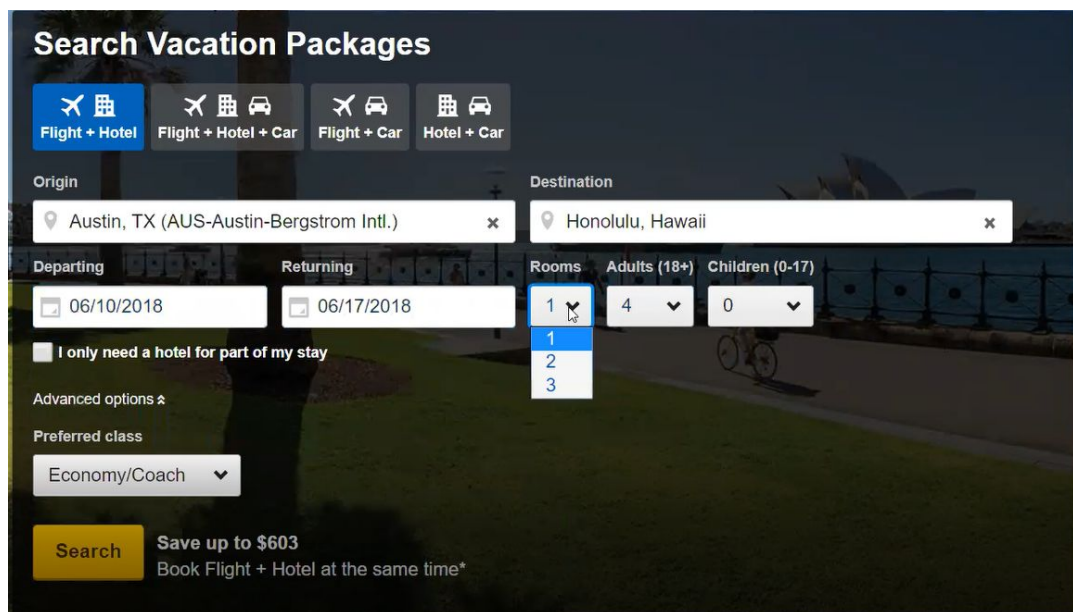 Search Vacation Packages
Flight + Hotel
Flight + Hotel + Car
Flight + Car
Hotel + Car
Origin
Destination
Austin, TX (AUS-Austin-Bergstrom Intl.) ×
Honolulu, Hawaii ×
Departing
Returning
Rooms
Adults (18+)
Children (0-17)
06/10/2018
06/17/2018
1
4
0
1
2
3
I only need a hotel for part of my stay
Advanced options
Preferred class
Economy/Coach
Search
Save up to $603
Book Flight + Hotel at the same time*